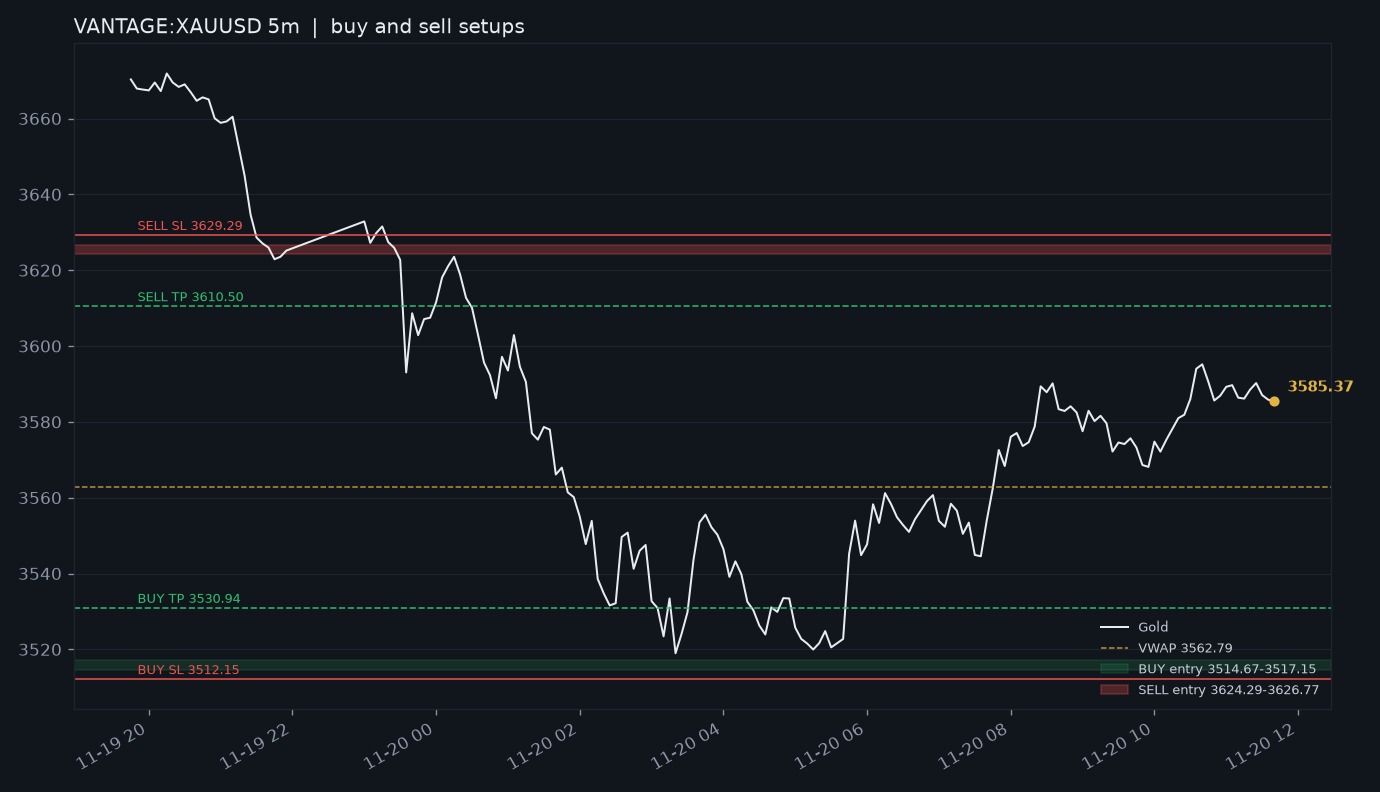 VANTAGE:XAUUSD 5m | buy and sell setups
3660
3640
SELL SL 3629.29
3620
SELL TP 3610.50
3600
3585.37
3580
3560
3540
BUY TP 3530.94
3520
BUY SL 3512.15
Gold
VWAP 3562.79
BUY entry 3514.67-3517.15
SELL entry 3624.29-3626.77
11-19 20
11-19 22
11-20 00
11-20 02
11-20 04
11-20 06
11-20 08
11-20 10
11-20 12